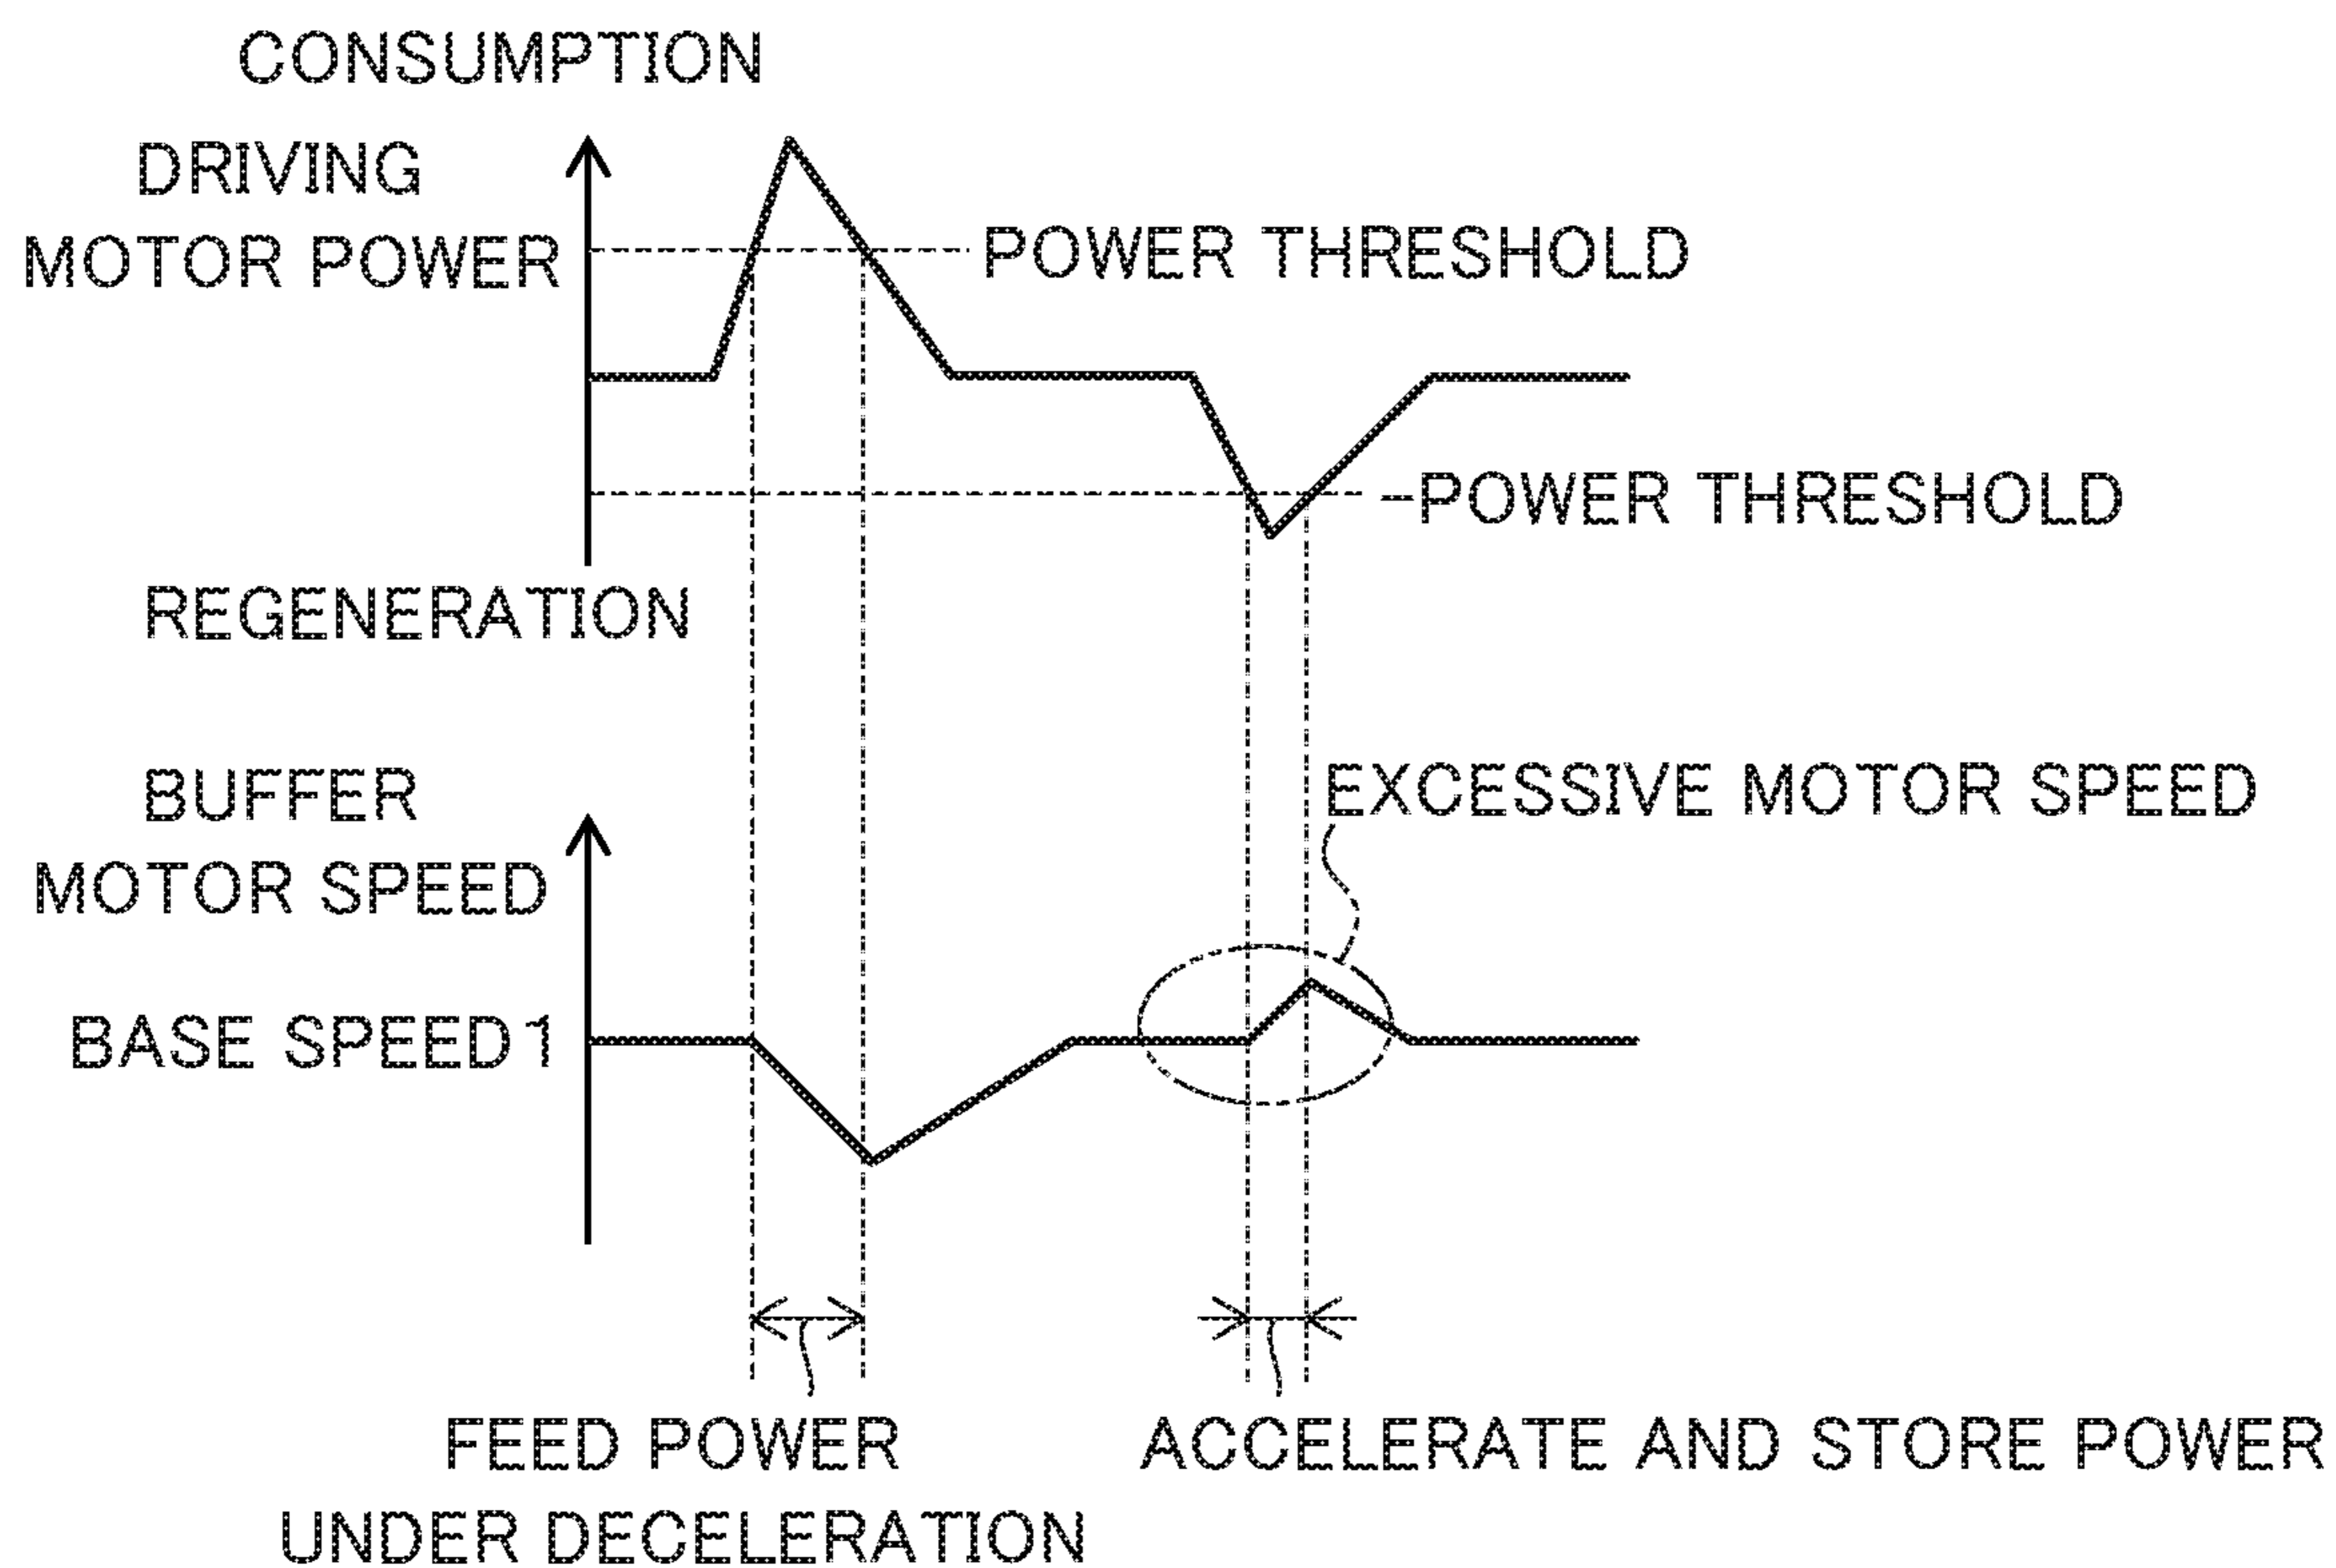 CONSUMPTION
DRIVING
MOTOR POWER
POWER THRESHOLD
-POWER THRESHOLD
REGENERATION
BUFFER
MOTOR SPEED
EXCESSIVE MOTOR SPEED
BASE SPEED1
FEED POWER
UNDER DECELERATION
ACCELERATE AND STORE POWER